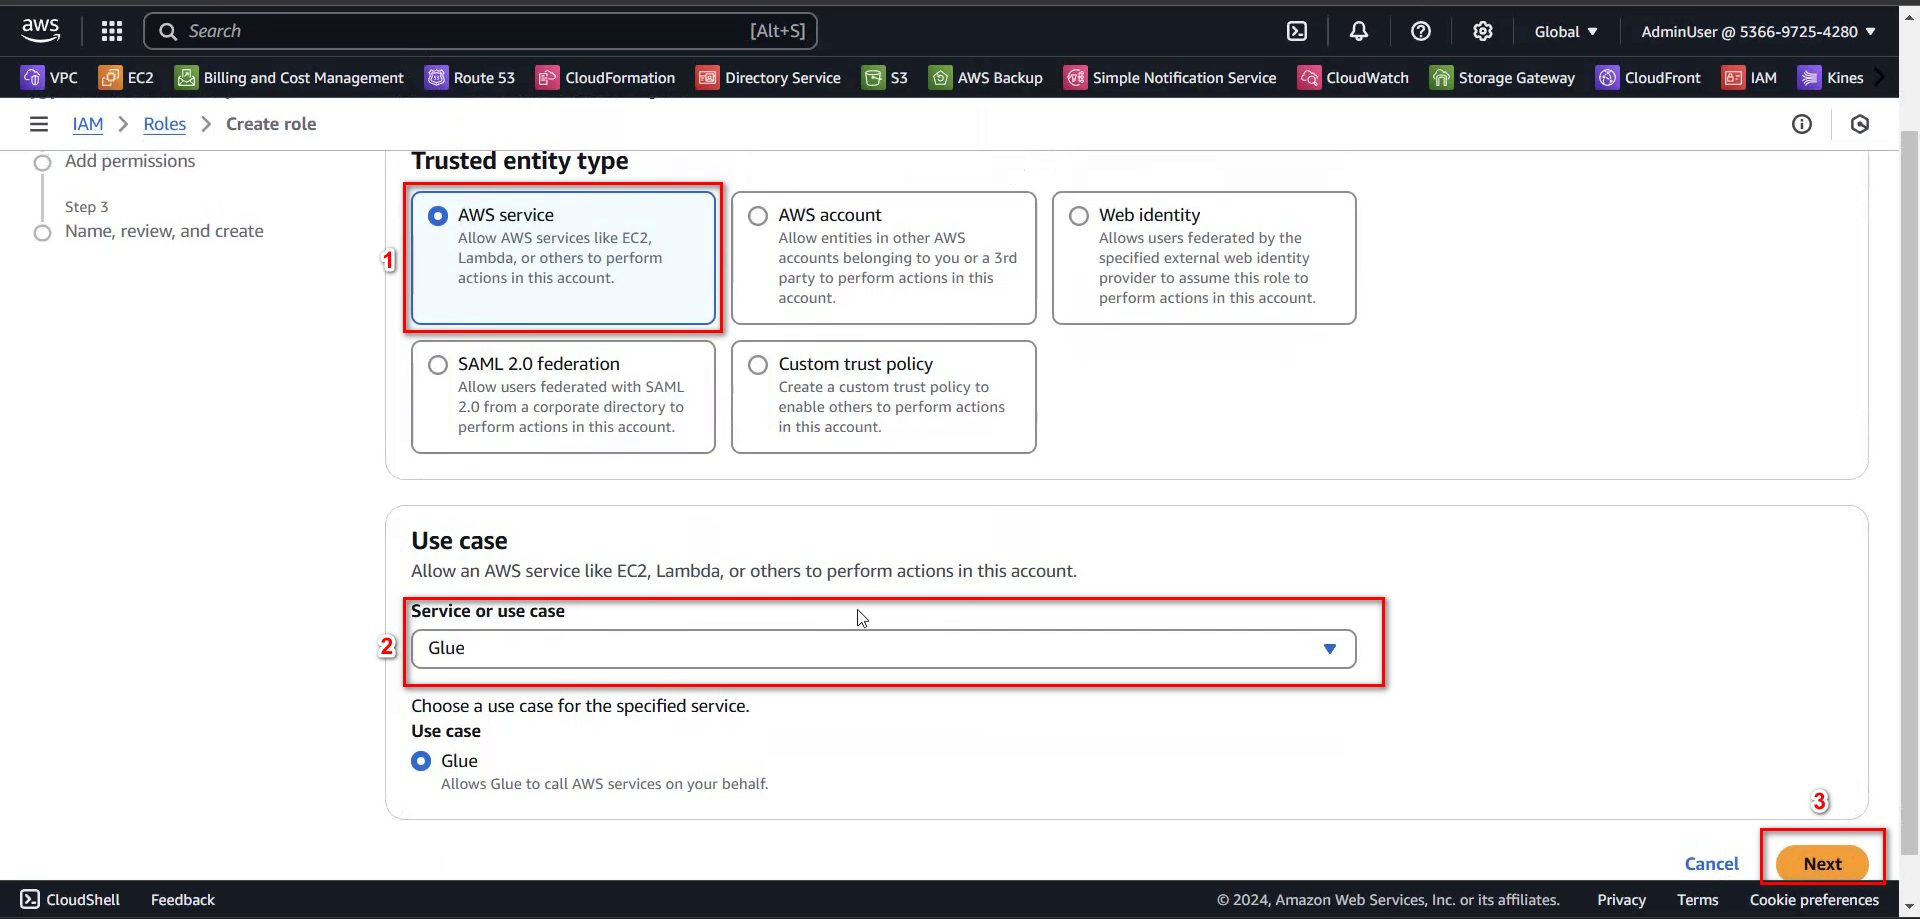 aws
Search
[Alt+S]
Global
AdminUser @ 5366-9725-4280
VPC
EC2
Billing and Cost Management
Route 53
CloudFormation
Directory Service
S3
AWS Backup
Simple Notification Service
CloudWatch
Storage Gateway
CloudFront
IAM
Kines
IAM
Roles
Create role
Add permissions
Step 3
Name, review, and create
Trusted entity type
1
AWS service
Allow AWS services like EC2,
Lambda, or others to perform
actions in this account.
AWS account
Allow entities in other AWS
accounts belonging to you or a 3rd
party to perform actions in this
account.
Web identity
Allows users federated by the
specified external web identity
provider to assume this role to
perform actions in this account.
SAML 2.0 federation
Allow users federated with SAML
2.0 from a corporate directory to
perform actions in this account.
Custom trust policy
Create a custom trust policy to
enable others to perform actions
in this account.
Use case
Allow an AWS service like EC2, Lambda, or others to perform actions in this account.
Service or use case
2
Glue
Choose a use case for the specified service.
Use case
Glue
Allows Glue to call AWS services on your behalf.
3
Cancel
Next
CloudShell
Feedback
© 2024, Amazon Web Services, Inc. or its affiliates.
Privacy
Terms
Cookie preferences